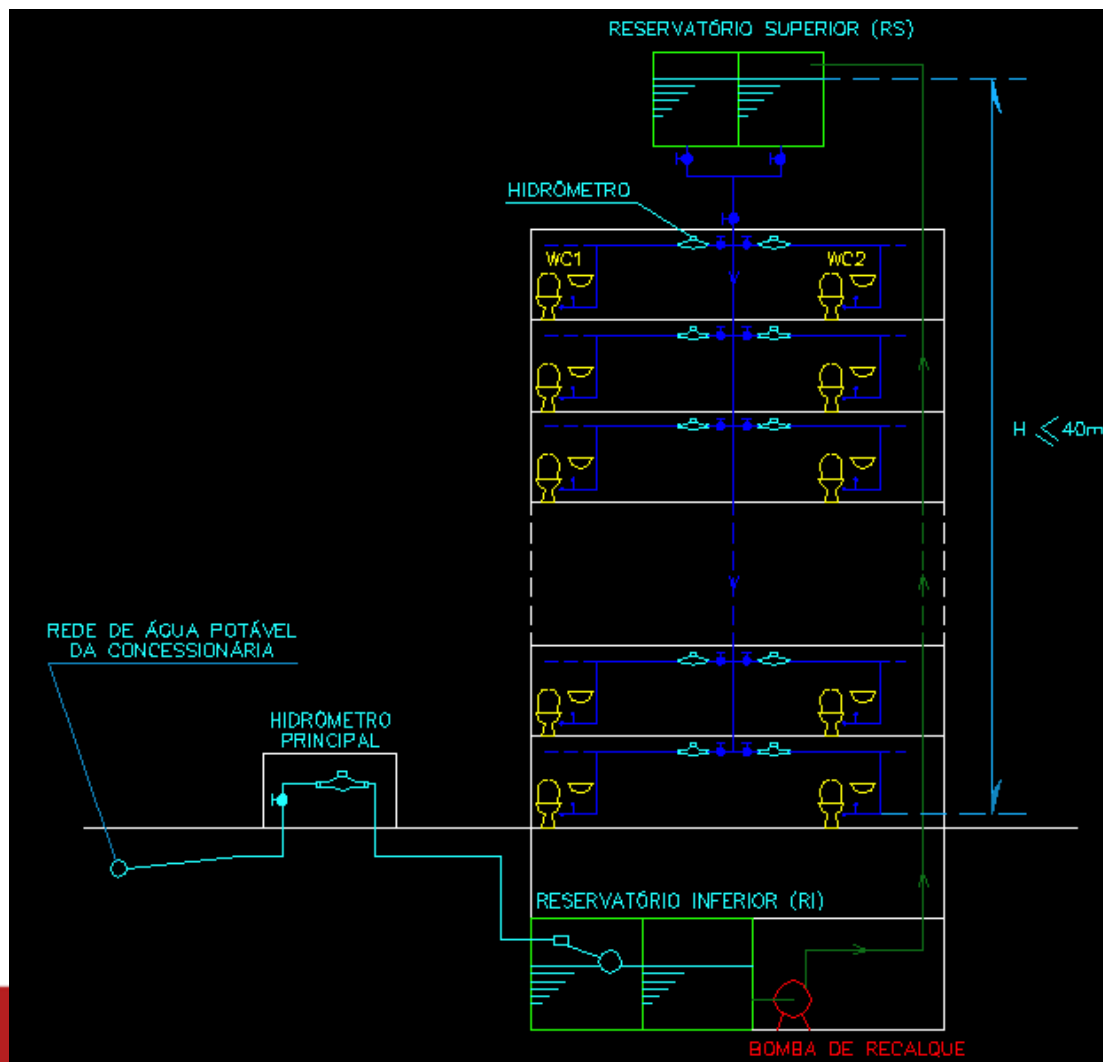 RESERVATÓRIO SUPERIOR (RS)
HIDRÔMETRO
WC1
WC2
H ≤ 40m
REDE DE ÁGUA POTÁVEL
DA CONCESSIONÁRIA
HIDRÔMETRO
PRINCIPAL
RESERVATÓRIO INFERIOR (RI)
BOMBA DE RECALQUE